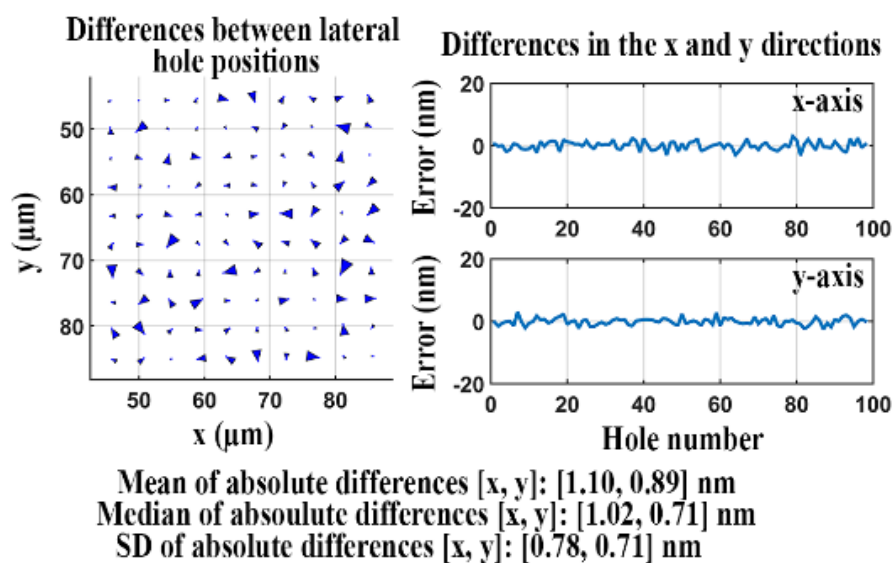 Differences between lateral
hole positions
50
60
70
80
y (μm)
50 60 70 80
x (μm)
Differences in the x and y directions
20
0
-20
Error (nm)
x-axis
0 20 40 60 80 100
20
0
-20
Error (nm)
y-axis
0 20 40 60 80 100
Hole number
Mean of absolute differences [x, y]: [1.10, 0.89] nm
Median of absoulute differences [x, y]: [1.02, 0.71] nm
SD of absolute differences [x, y]: [0.78, 0.71] nm